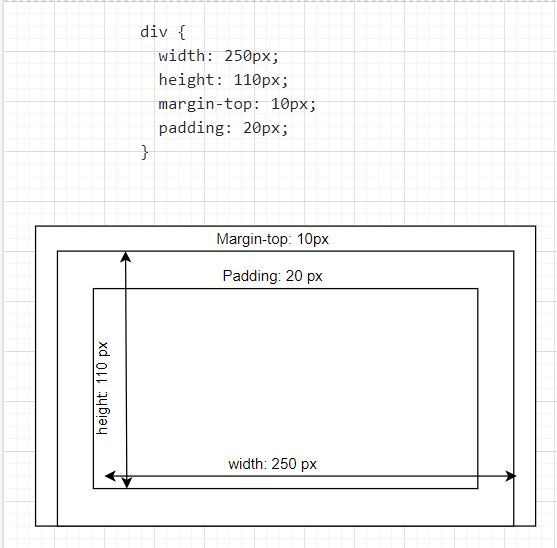 div {
  width: 250px;
  height: 110px;
  margin-top: 10px;
  padding: 20px;
}
Margin-top: 10px
Padding: 20 px
height: 110 px
width: 250 px